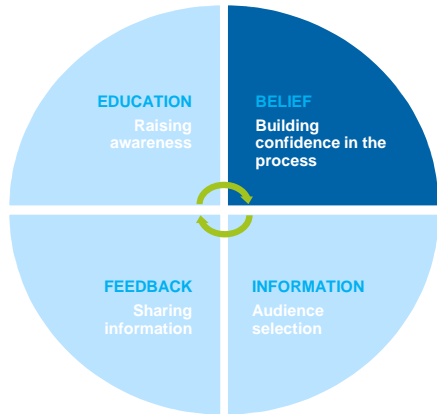 EDUCATION
Raising
awareness
BELIEF
Building
confidence in the
process
FEEDBACK
Sharing
information
INFORMATION
Audience
selection